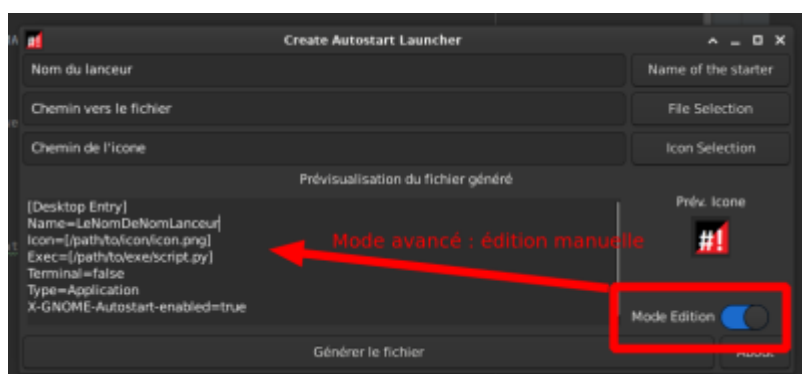 #!
Create Autostart Launcher
Nom du lanceur
Name of the starter
Chemin vers le fichier
File Selection
Chemin de l'icone
Icon Selection
Prévisualisation du fichier généré
[Desktop Entry]
Name=LeNomDeNomLanceur
Icon=[/path/to/icon/icon.png]
Exec=[/path/to/exe/script.py]
Terminal=false
Type=Application
X-GNOME-Autostart-enabled=true
Mode avancé : édition manuelle
Prév. Icone
#!
Mode Edition
Générer le fichier
About